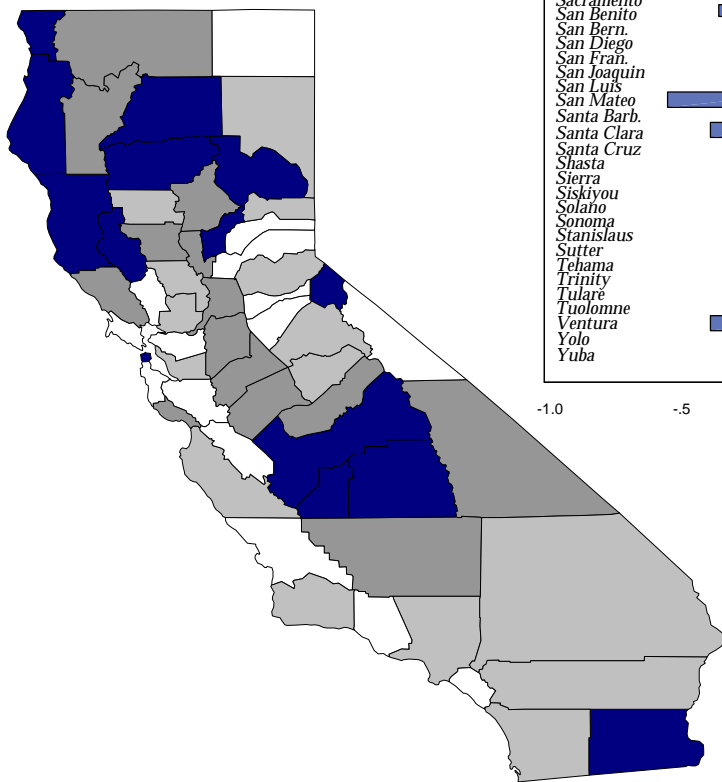 Sacramento
San Benito
San Bern.
San Diego
San Fran.
San Joaquin
San Luis
San Mateo
Santa Barb.
Santa Clara
Santa Cruz
Shasta
Sierra
Siskiyou
Solano
Sonoma
Stanislaus
Sutter
Tehama
Trinity
Tulare
Tuolomne
Ventura
Yolo
Yuba
-1.0 -.5